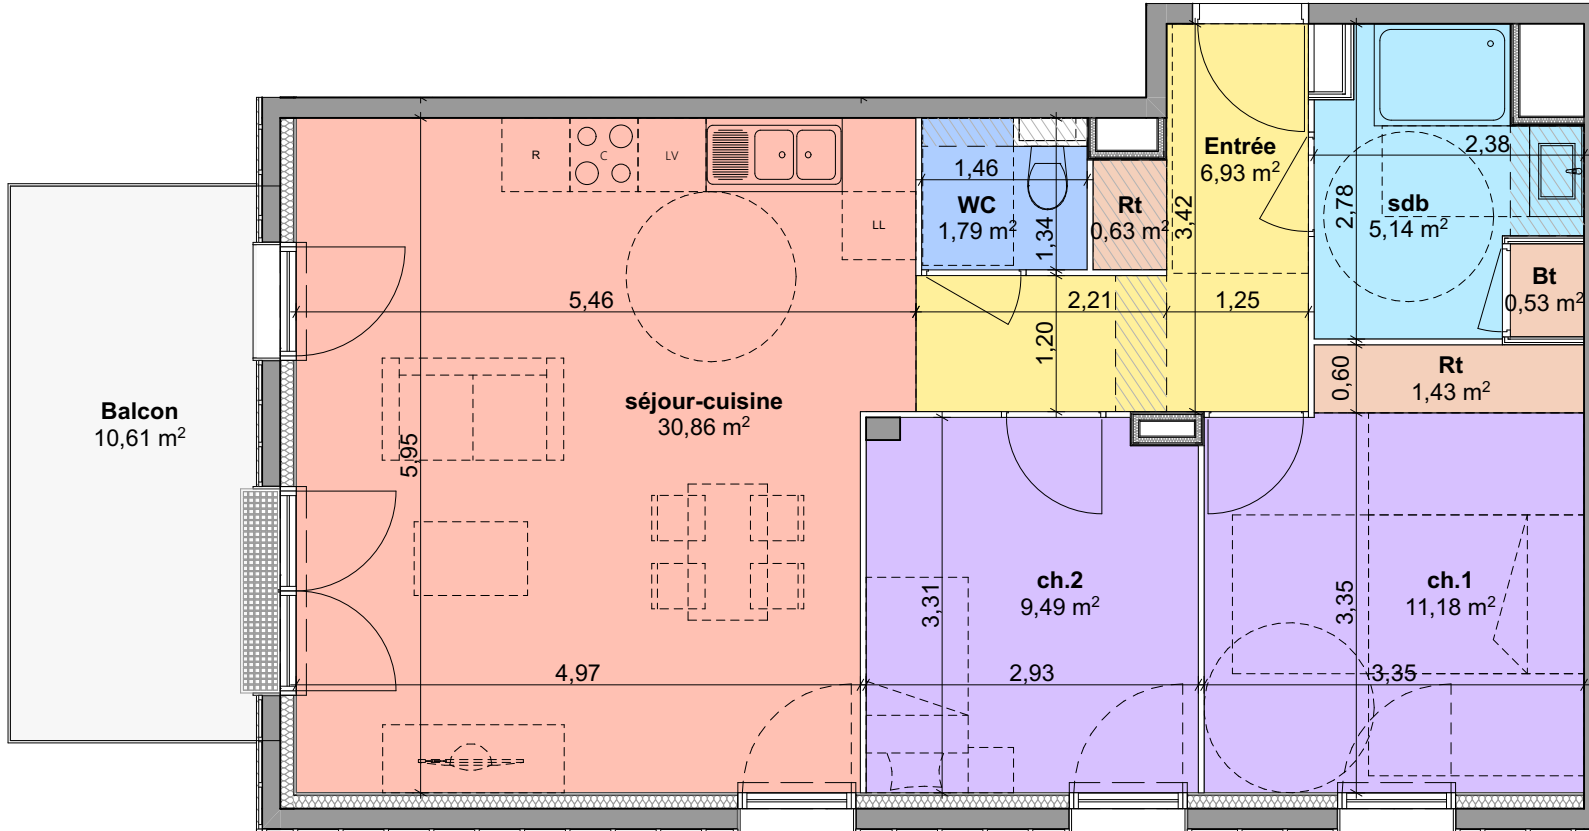 Entrée
6,93 m²
2,38
R
C
LV
LL
1,46
WC
1,79 m²
1,34
Rt
0,63 m²
3,42
2,78
sdb
5,14 m²
Bt
0,53 m²
5,46
2,21
1,25
1,20
0,60
Rt
1,43 m²
Balcon
10,61 m²
séjour-cuisine
30,86 m²
5,95
ch.2
9,49 m²
3,31
ch.1
11,18 m²
3,35
4,97
2,93
3,35